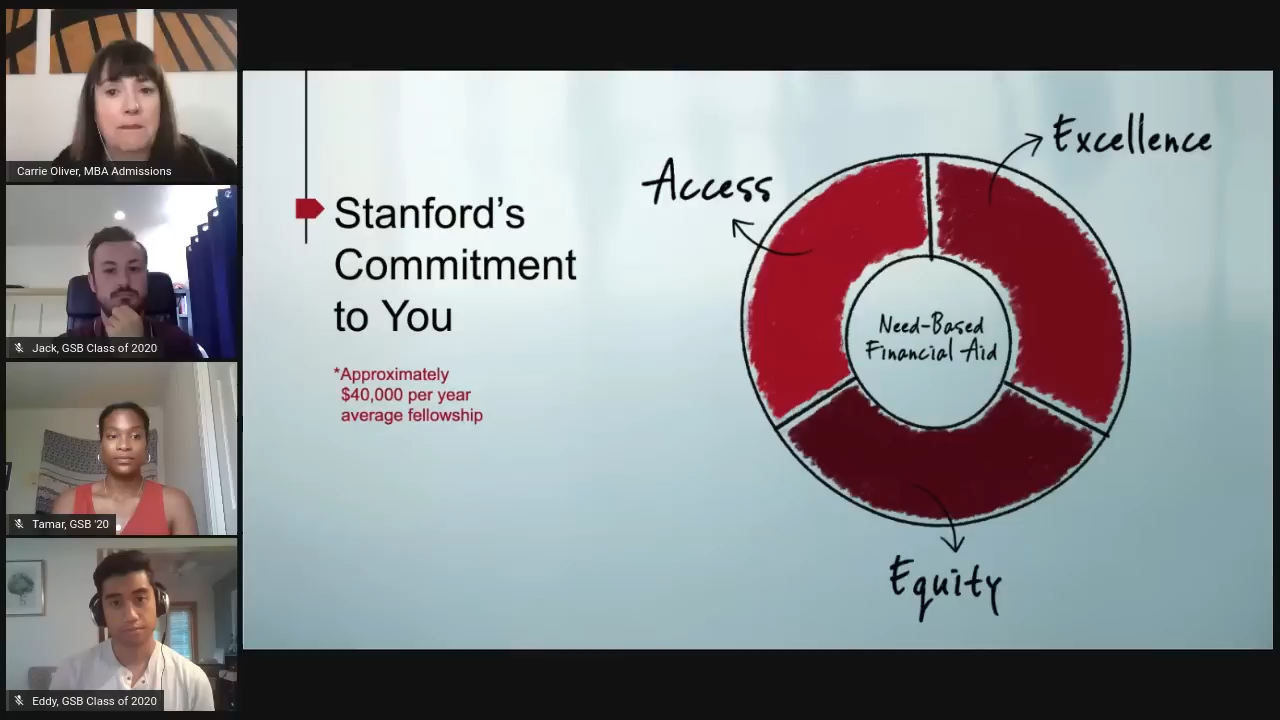 Carrie Oliver, MBA Admissions
Jack, GSB Class of 2020
Tamar, GSB '20
Eddy, GSB Class of 2020
Stanford's
Commitment
to You
*Approximately
$40,000 per year
average fellowship
Access
Excellence
Need-Based
Financial Aid
Equity